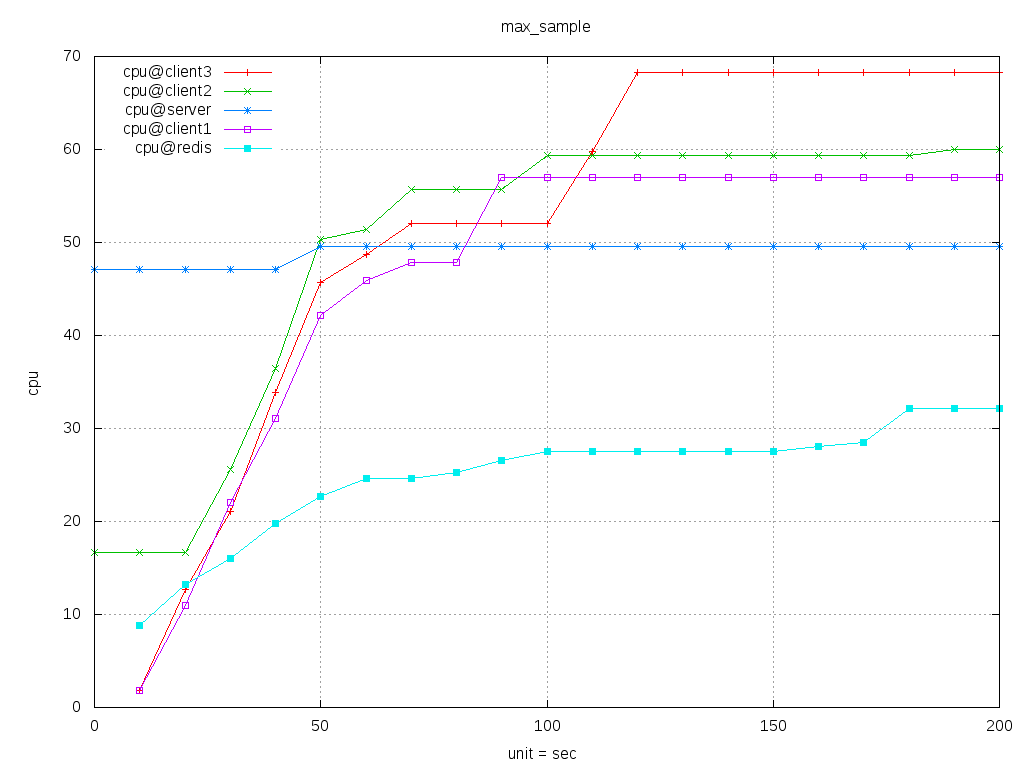 max_sample
70
60
50
40
30
20
10
0
cpu
cpu@client3
cpu@client2
cpu@server
cpu@client1
cpu@redis
0 50 100 150 200
unit = sec